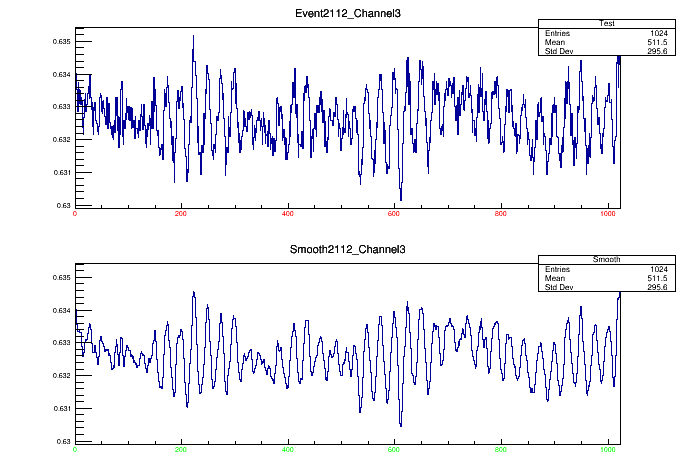 Event2112_Channel3
Test
Entries 1024
Mean 511.5
Std Dev 295.6
0.635
0.634
0.633
0.632
0.631
0.63
0 200 400 600 800 1000
Smooth2112_Channel3
Smooth
Entries 1024
Mean 511.5
Std Dev 295.6
0.635
0.634
0.633
0.632
0.631
0.63
0 200 400 600 800 1000